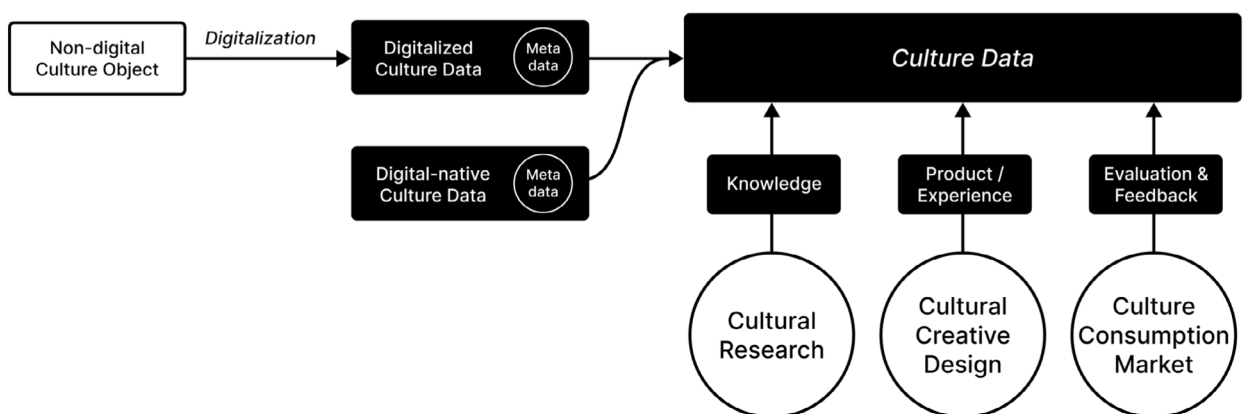 Non-digital
Culture Object
Digitalization
Digitalized
Culture Data
Meta
data
Culture Data
Digital-native
Culture Data
Meta
data
Knowledge
Product /
Experience
Evaluation &
Feedback
Cultural
Research
Cultural
Creative
Design
Culture
Consumption
Market